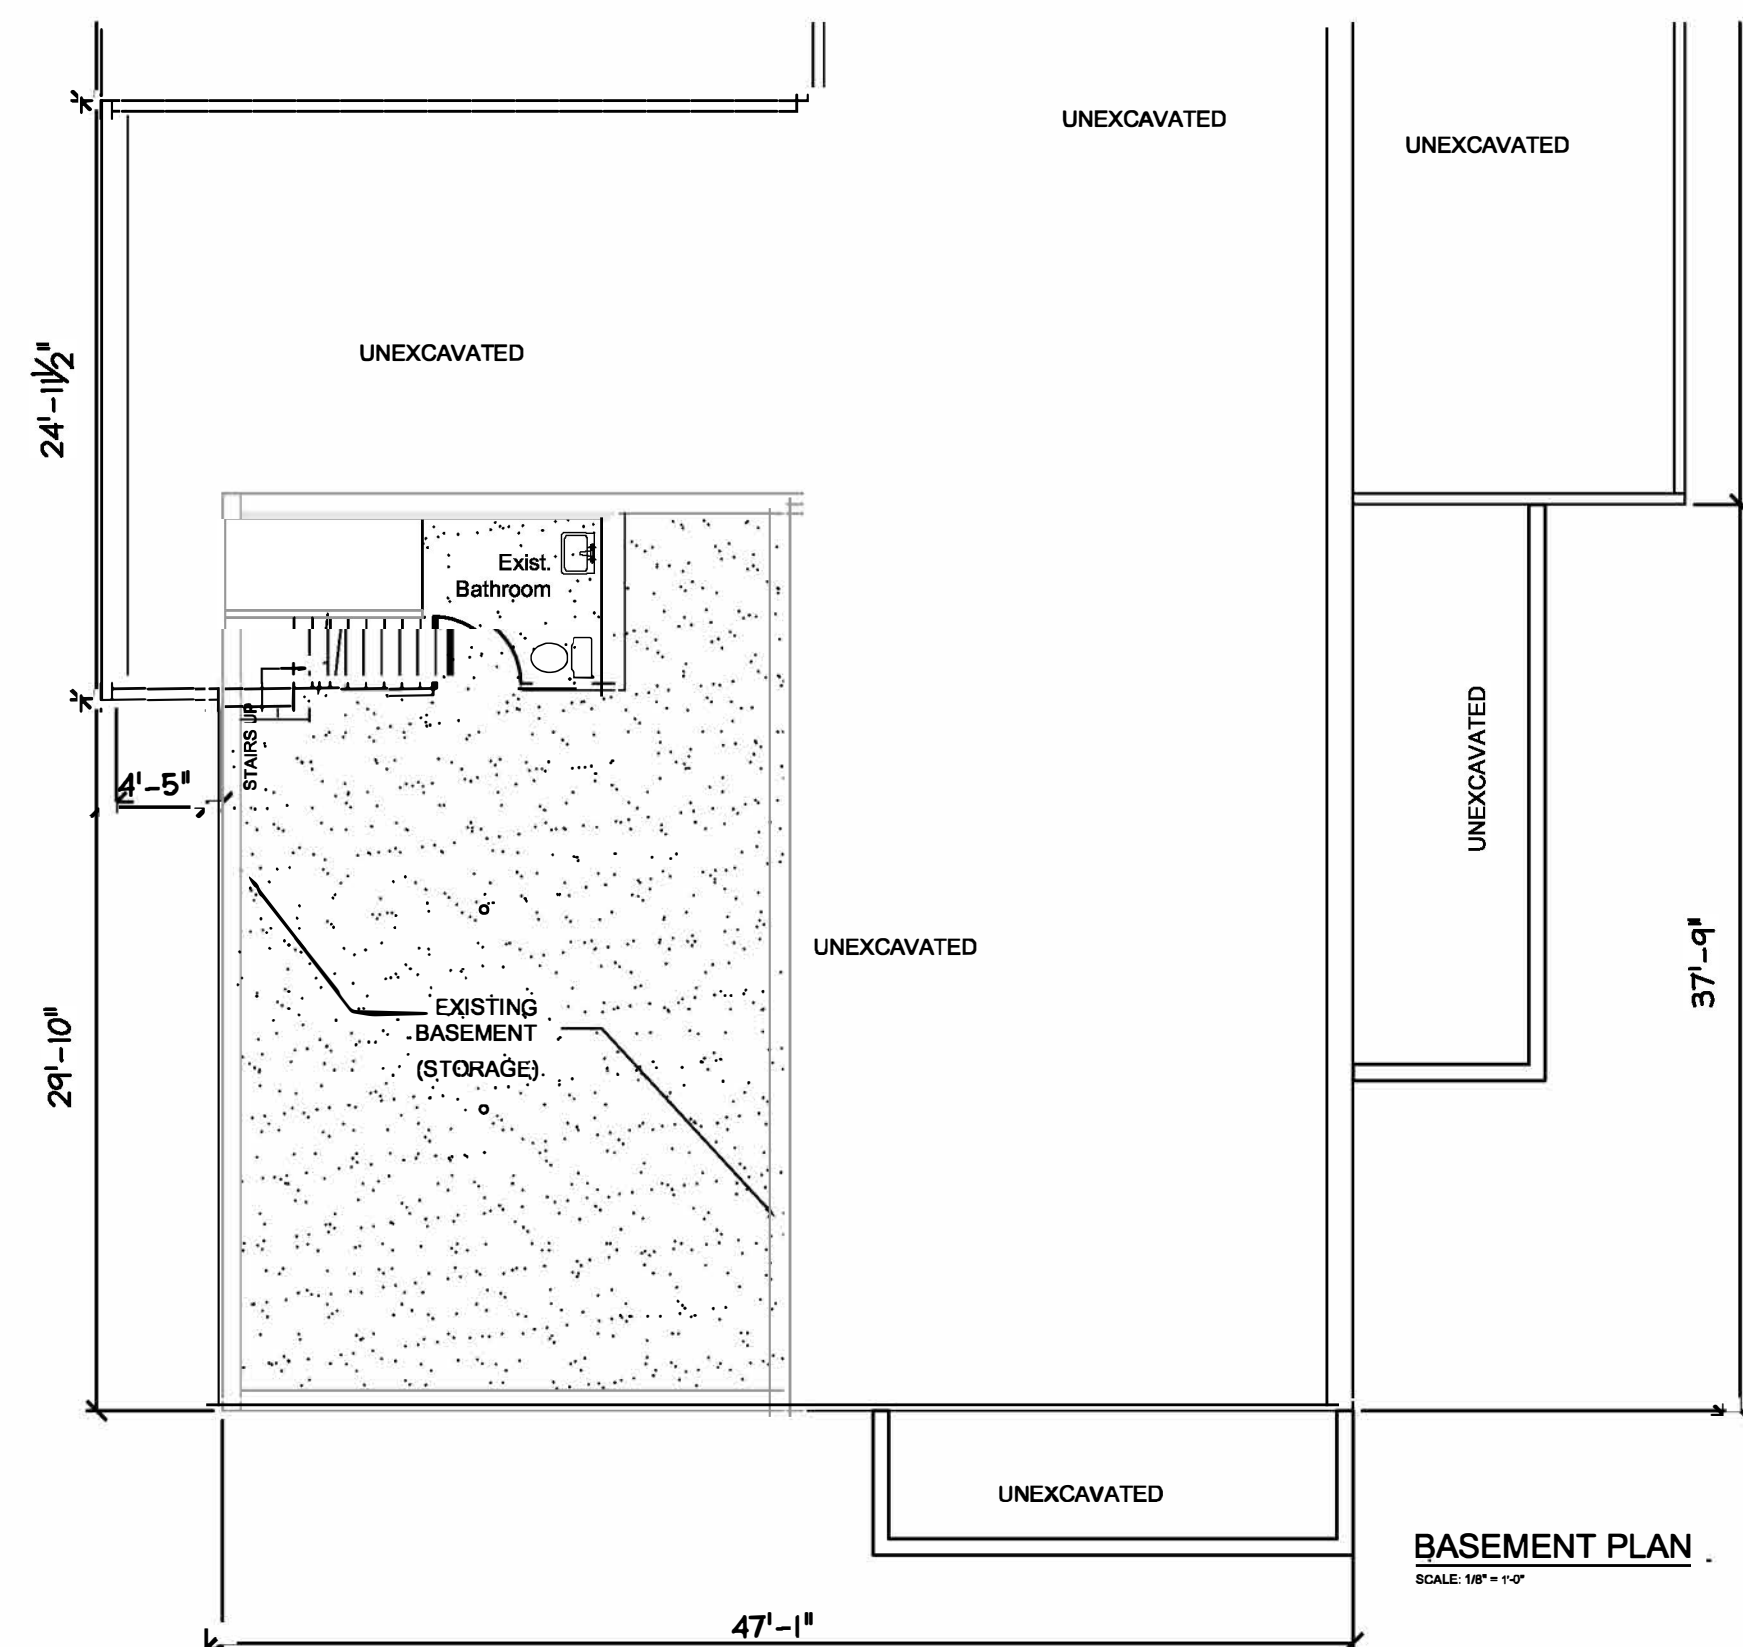 UNEXCAVATED
UNEXCAVATED
UNEXCAVATED
24'-11½"
Exist.
Bathroom
STAIRS UP
4'-5"
UNEXCAVATED
UNEXCAVATED
37'-9"
EXISTING
BASEMENT
(STORAGE)
29'-10"
UNEXCAVATED
BASEMENT PLAN
SCALE: 1/8" = 1'-0"
47'-1"